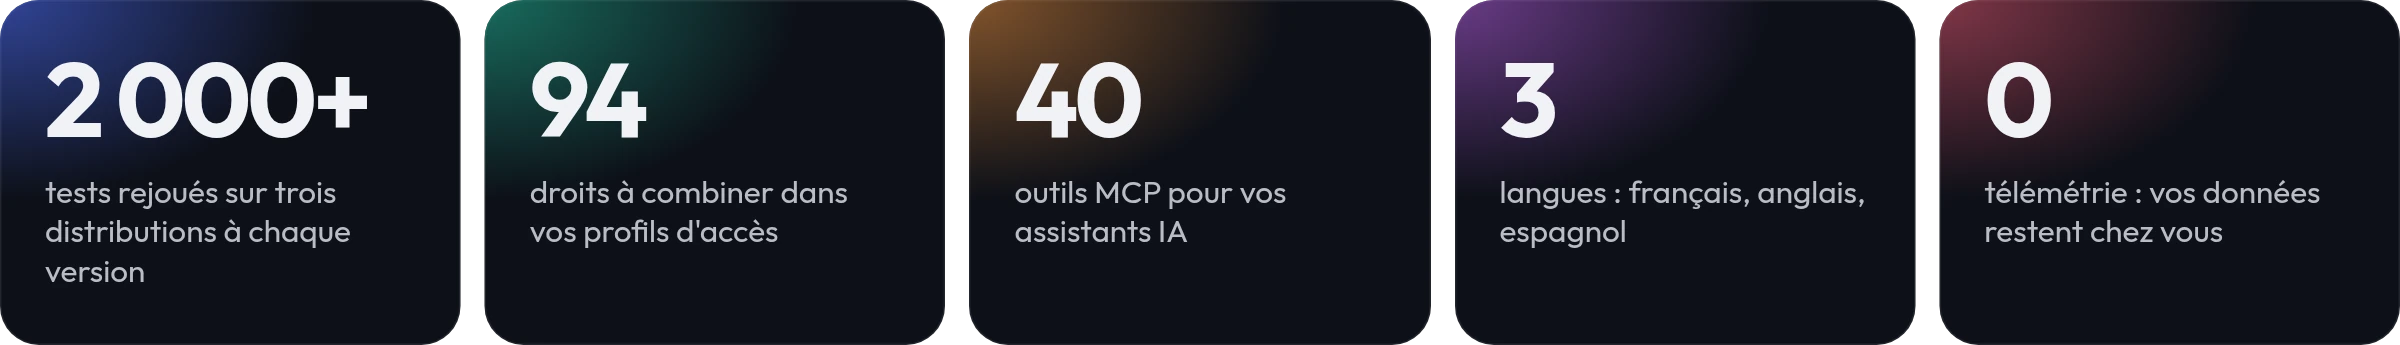 2 000+
tests rejoués sur trois
distributions à chaque
version
94
droits à combiner dans
vos profils d'accès
40
outils MCP pour vos
assistants IA
3
langues : français, anglais,
espagnol
0
télémétrie : vos données
restent chez vous